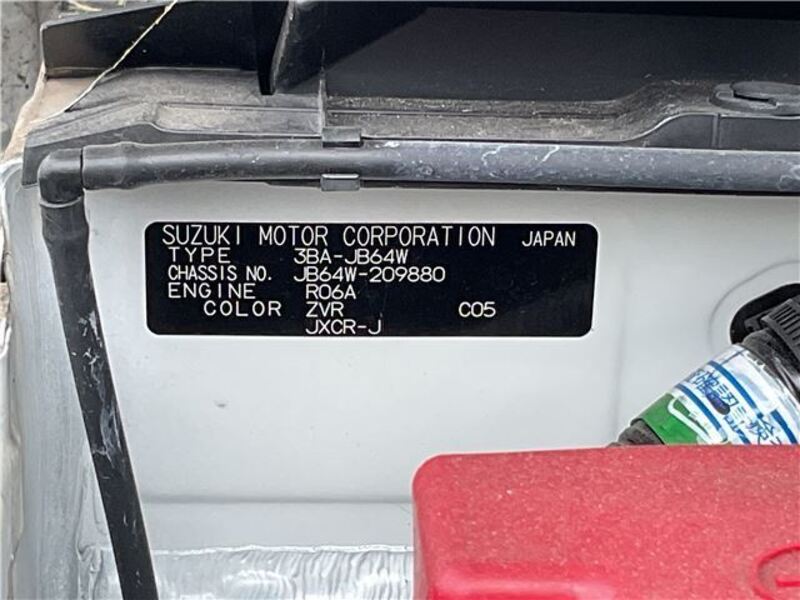 SUZUKI MOTOR CORPORATION JAPAN
TYPE 3BA-JB64W
CHASSIS NO. JB64W-209880
ENGINE R06A
COLOR ZVR C05
JXCR-J